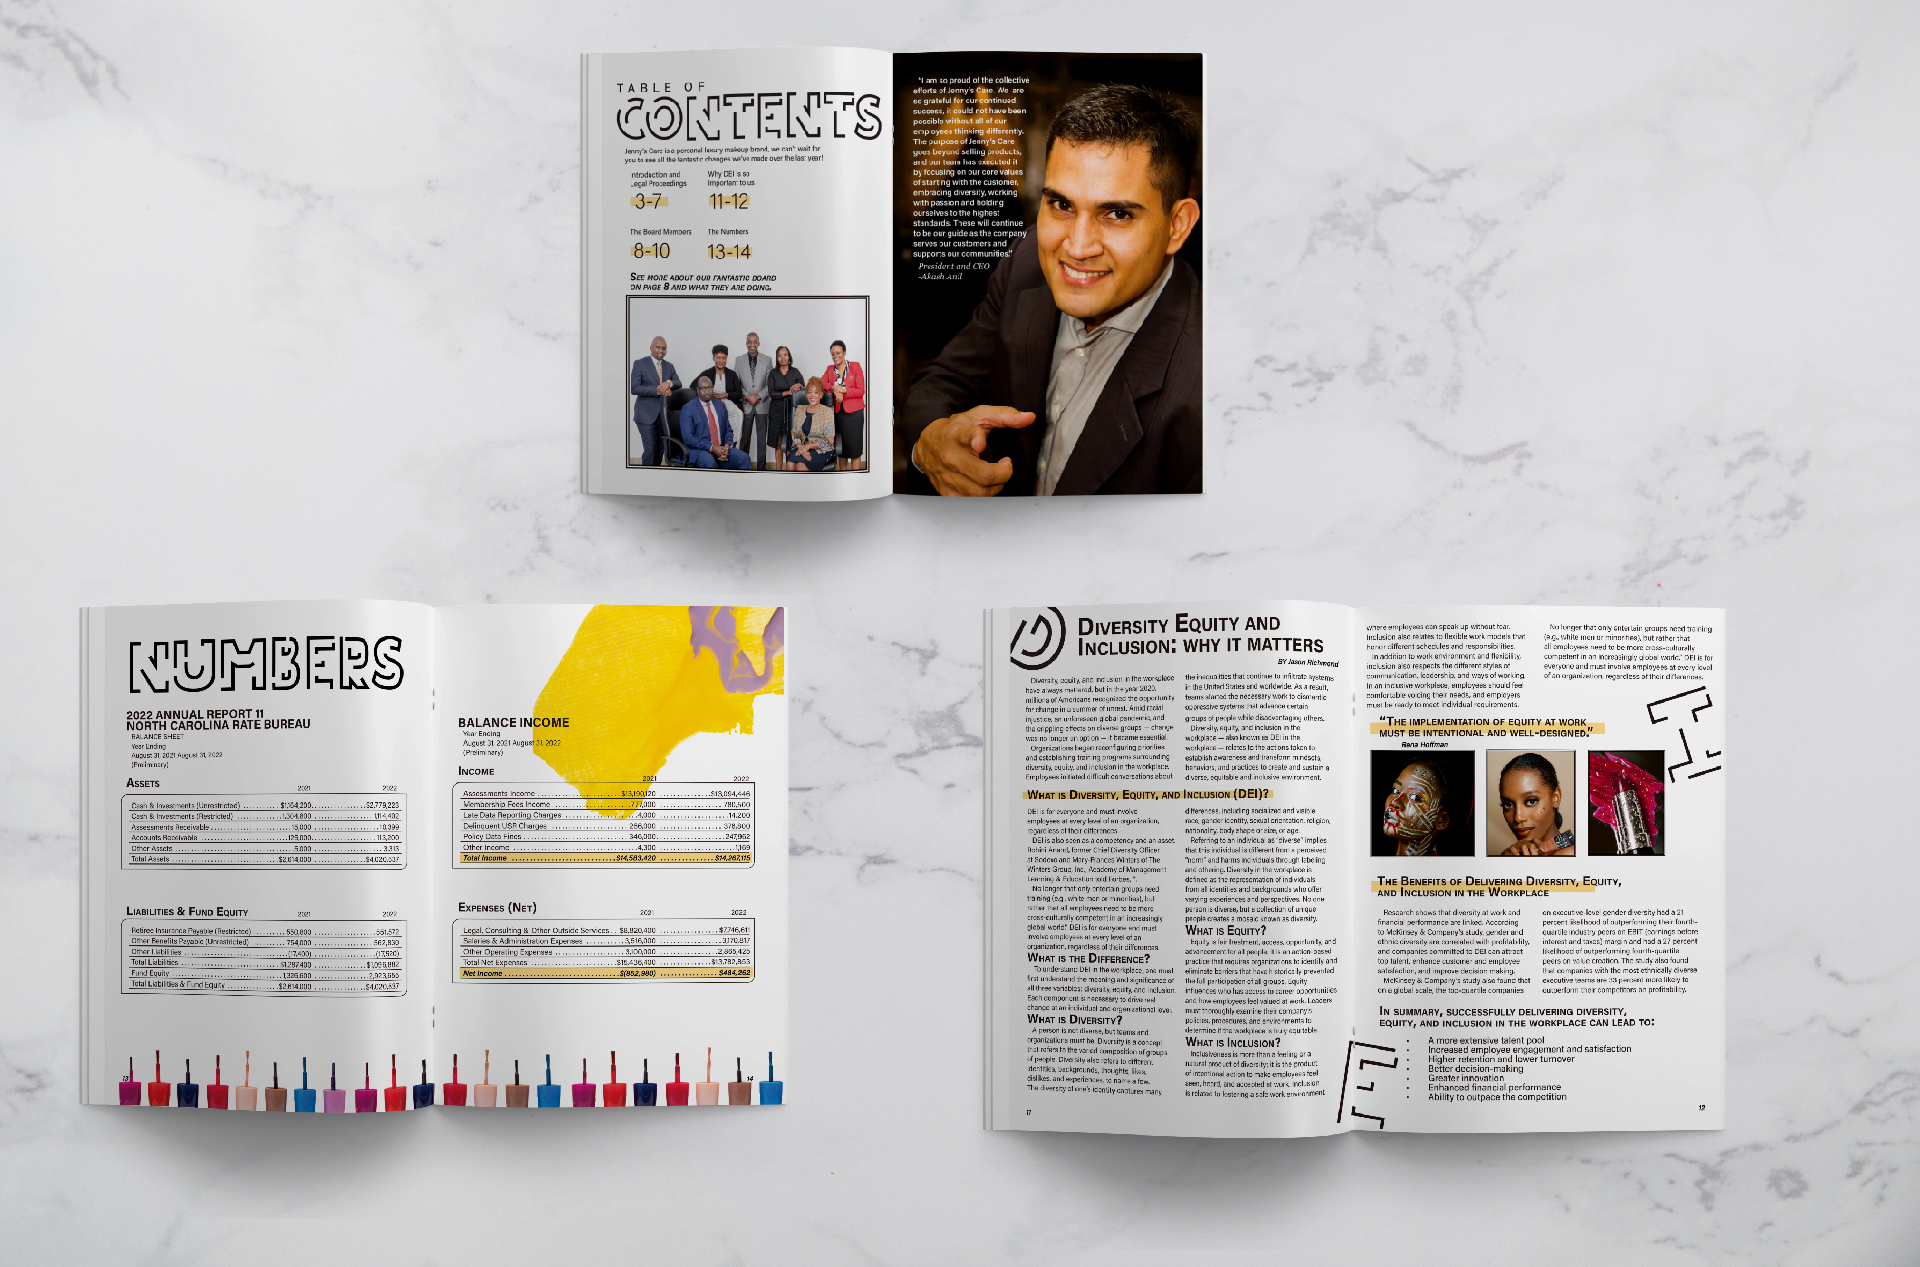 TABLE OF
CONTENTS
Jenny's Care is a personal luxury makeup brand, we can't wait for
you to see all the fantastic changes we've made over the last year!
Introduction and
Legal Proceedings
3-7
Why DEI is so
Important to us
11-12
The Board Members
8-10
The Numbers
13-14
SEE MORE ABOUT OUR FANTASTIC BOARD
ON PAGE 8 AND WHAT THEY ARE DOING.
"I am so proud of the collective
efforts of Jenny's Care. We are
so grateful for our continued
success, it could not have been
possible without all of our
employees thinking differently.
The purpose of Jenny's Care
goes beyond selling products,
and our team has executed it
by focusing on our core values
of starting with the customer,
embracing diversity, working
with passion and holding
ourselves to the highest
standards. These will continue
to be our guide as the company
serves our customers and
supports our communities."
President and CEO
-Akash Anil
NUMBERS
2022 ANNUAL REPORT 11
NORTH CAROLINA RATE BUREAU
BALANCE SHEET
Year Ending
August 31, 2021 August 31, 2022
(Preliminary)
ASSETS
2021 2022
Cash & Investments (Unrestricted) $1,164,200 $2,779,223
Cash & Investments (Restricted) 1,304,800 1,114,402
Assessments Receivable 15,000 10,399
Accounts Receivable 125,000 113,200
Other Assets 5,000 3,313
Total Assets $2,614,000 $4,020,537
LIABILITIES & FUND EQUITY 2021 2022
Retiree Insurance Payable (Restricted) 550,800 551,572
Other Benefits Payable (Unrestricted) 754,000 562,830
Other Liabilities (17,400) (17,520)
Total Liabilities $1,287,400 $1,096,882
Fund Equity 1,326,600 2,923,655
Total Liabilities & Fund Equity $2,614,000 $4,020,537
13
BALANCE INCOME
Year Ending
August 31, 2021 August 31, 2022
(Preliminary)
INCOME
2021 2022
Assessments Income $13,190,120 $13,094,446
Membership Fees Income 777,000 780,500
Late Data Reporting Charges 4,000 14,200
Delinquent USR Charges 266,000 376,800
Policy Data Fines 346,000 247,962
Other Income 4,300 1,169
Total Income $14,583,420 $14,267,115
EXPENSES (NET)
2021 2022
Legal, Consulting & Other Outside Services $8,820,400 $7,746,611
Salaries & Administration Expenses 3,516,000 3,170,817
Other Operating Expenses 3,100,000 2,865,425
Total Net Expenses $15,436,400 $13,782,853
Net Income $(852,980) $484,262
14
DIVERSITY EQUITY AND
INCLUSION: WHY IT MATTERS
BY Jason Richmond
Diversity, equity, and inclusion in the workplace
have always mattered, but in the year 2020,
millions of Americans recognized the opportunity
for change in a summer of unrest. Amid racial
injustice, an unforeseen global pandemic, and
the crippling effects on diverse groups — change
was no longer an option — it became essential.
Organizations began reconfiguring priorities
and establishing training programs surrounding
diversity, equity, and inclusion in the workplace.
Employees initiated difficult conversations about
the inequalities that continue to infiltrate systems
in the United States and worldwide. As a result,
teams started the necessary work to dismantle
oppressive systems that advance certain
groups of people while disadvantaging others.
Diversity, equity, and inclusion in the
workplace — also known as DEI in the
workplace — relates to the actions taken to
establish awareness and transform mindsets,
behaviors, and practices to create and sustain a
diverse, equitable and inclusive environment.
WHAT IS DIVERSITY, EQUITY, AND INCLUSION (DEI)?
DEI is for everyone and must involve
employees at every level of an organization,
regardless of their differences.
DEI is also seen as a competency and an asset.
Rohini Anand, former Chief Diversity Officer
at Sodexo and Mary-Frances Winters of The
Winters Group, Inc., Academy of Management
Learning & Education told Forbes, ".
No longer that only entertain groups need
training (e.g., white men or minorities), but
rather that all employees need to be more
cross-culturally competent in an increasingly
global world." DEI is for everyone and must
involve employees at every level of an
organization, regardless of their differences.
WHAT IS THE DIFFERENCE?
To understand DEI in the workplace, one must
first understand the meaning and significance of
all three variables; diversity, equity, and inclusion.
Each component is necessary to drive real
change at an individual and organizational level.
WHAT IS DIVERSITY?
A person is not diverse, but teams and
organizations must be. Diversity is a concept
that refers to the varied composition of groups
of people. Diversity also refers to different
identities, backgrounds, thoughts, likes,
dislikes, and experiences, to name a few.
The diversity of one's identity captures many
11
differences, including socialized and visible
race, gender identity, sexual orientation, religion,
nationality, body shape or size, or age.
Referring to an individual as "diverse" implies
that this individual is different from a perceived
"norm" and harms individuals through labeling
and othering. Diversity in the workplace is
defined as the representation of individuals
from all identities and backgrounds who offer
varying experiences and perspectives. No one
person is diverse, but a collection of unique
people creates a mosaic known as diversity.
WHAT IS EQUITY?
Equity is fair treatment, access, opportunity, and
advancement for all people. It is an action-based
practice that requires organizations to identify and
eliminate barriers that have historically prevented
the full participation of all groups. Equity
influences who has access to career opportunities
and how employees feel valued at work. Leaders
must thoroughly examine their company's
policies, procedures, and environments to
determine if the workplace is truly equitable.
WHAT IS INCLUSION?
Inclusiveness is more than a feeling or a
natural product of diversity; it is the product
of intentional action to make employees feel
seen, heard, and accepted at work. Inclusion
is related to fostering a safe work environment
where employees can speak up without fear.
Inclusion also relates to flexible work models that
honor different schedules and responsibilities.
In addition to work environment and flexibility,
inclusion also respects the different styles of
communication, leadership, and ways of working.
In an inclusive workplace, employees should feel
comfortable voicing their needs, and employers
must be ready to meet individual requirements.
No longer that only entertain groups need training
(e.g., white men or minorities), but rather that
all employees need to be more cross-culturally
competent in an increasingly global world." DEI is for
everyone and must involve employees at every level
of an organization, regardless of their differences.
"THE IMPLEMENTATION OF EQUITY AT WORK
MUST BE INTENTIONAL AND WELL-DESIGNED."
Rena Hoffman
THE BENEFITS OF DELIVERING DIVERSITY, EQUITY,
AND INCLUSION IN THE WORKPLACE
Research shows that diversity at work and
financial performance are linked. According
to McKinsey & Company's study, gender and
ethnic diversity are correlated with profitability,
and companies committed to DEI can attract
top talent, enhance customer and employee
satisfaction, and improve decision making.
McKinsey & Company's study also found that
on a global scale, the top-quartile companies
on executive-level gender diversity had a 21
percent likelihood of outperforming their fourth-
quartile industry peers on EBIT (earnings before
interest and taxes) margin and had a 27 percent
likelihood of outperforming fourth-quartile
peers on value creation. The study also found
that companies with the most ethnically diverse
executive teams are 33 percent more likely to
outperform their competitors on profitability.
IN SUMMARY, SUCCESSFULLY DELIVERING DIVERSITY,
EQUITY, AND INCLUSION IN THE WORKPLACE CAN LEAD TO:
• A more extensive talent pool
• Increased employee engagement and satisfaction
• Higher retention and lower turnover
• Better decision-making
• Greater innovation
• Enhanced financial performance
• Ability to outpace the competition
12